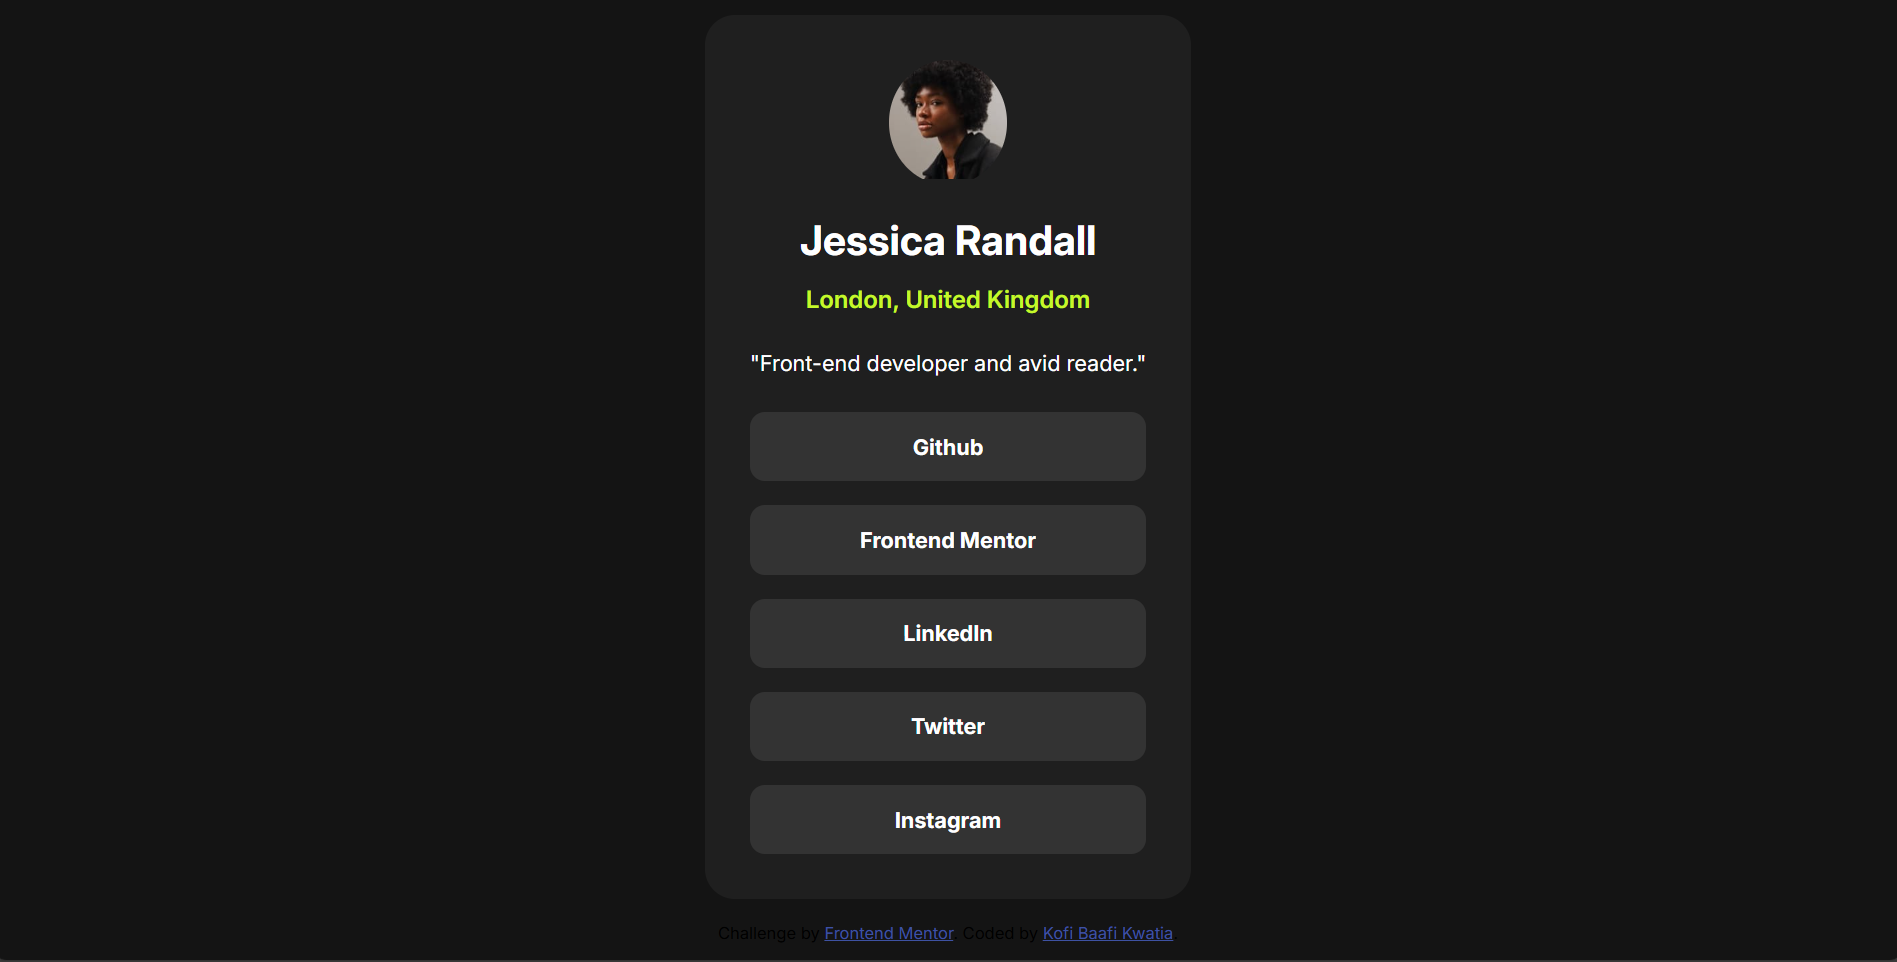 Jessica Randall
London, United Kingdom
"Front-end developer and avid reader."
Github
Frontend Mentor
LinkedIn
Twitter
Instagram
Challenge by Frontend Mentor. Coded by Kofi Baafi Kwatia.